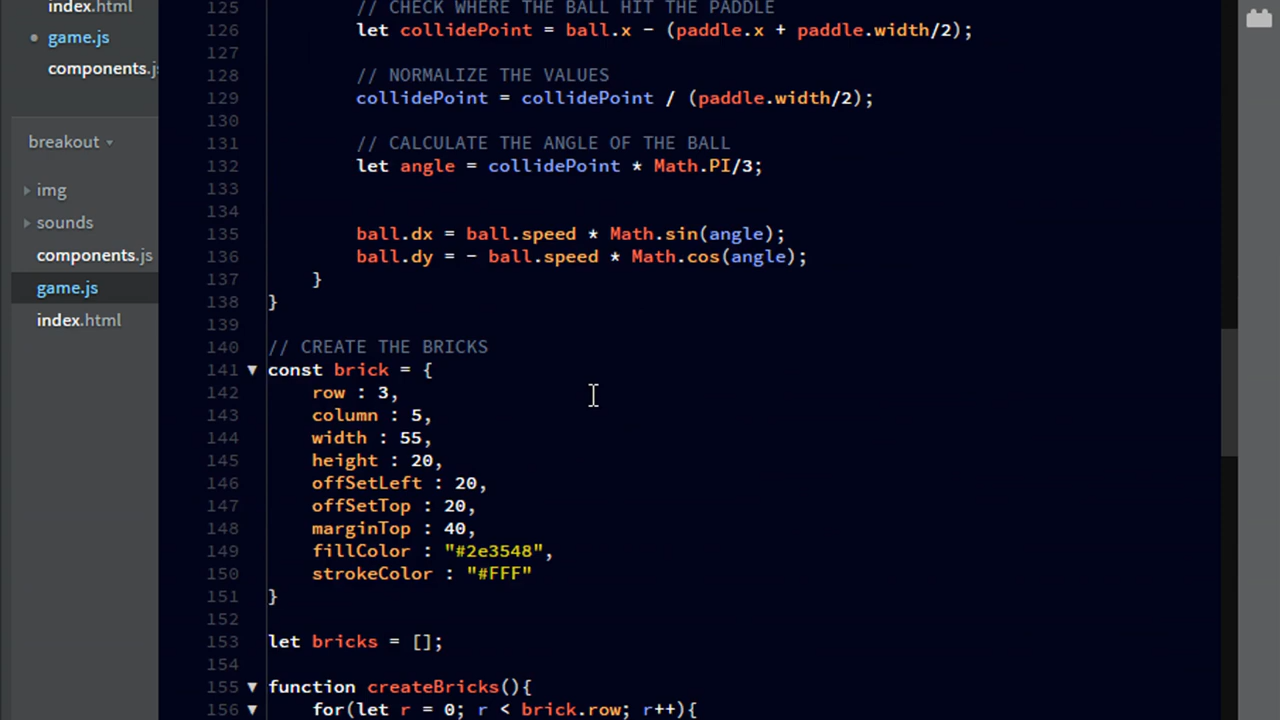 index.html
game.js
components.js
breakout
img
sounds
components.js
game.js
index.html
125 // CHECK WHERE THE BALL HIT THE PADDLE
126 let collidePoint = ball.x - (paddle.x + paddle.width/2);
127
128 // NORMALIZE THE VALUES
129 collidePoint = collidePoint / (paddle.width/2);
130
131 // CALCULATE THE ANGLE OF THE BALL
132 let angle = collidePoint * Math.PI/3;
133
134
135 ball.dx = ball.speed * Math.sin(angle);
136 ball.dy = - ball.speed * Math.cos(angle);
137 }
138 }
139
140 // CREATE THE BRICKS
141 const brick = {
142 row : 3,
143 column : 5,
144 width : 55,
145 height : 20,
146 offSetLeft : 20,
147 offSetTop : 20,
148 marginTop : 40,
149 fillColor : "#2e3548",
150 strokeColor : "#FFF"
151 }
152
153 let bricks = [];
154
155 function createBricks(){
156 for(let r = 0; r < brick.row; r++){